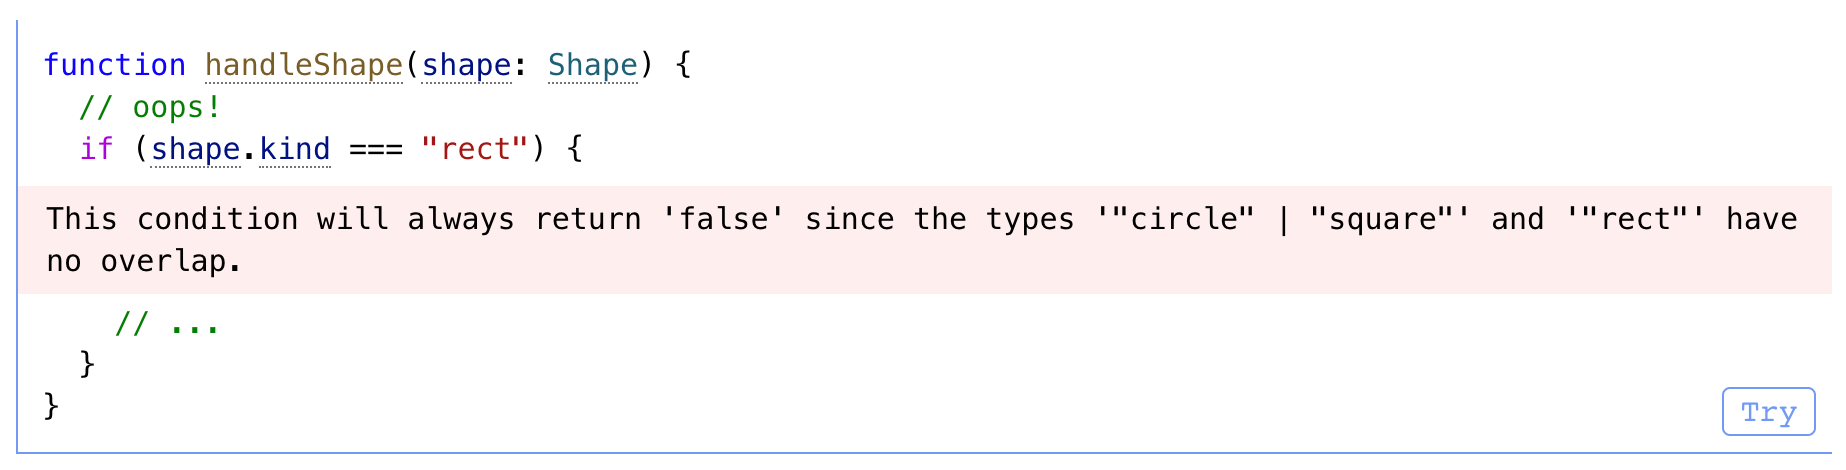 function handleShape(shape: Shape) {
  // oops!
  if (shape.kind === "rect") {
This condition will always return 'false' since the types '"circle" | "square"' and '"rect"' have
no overlap.
    // ...
  }
}
Try